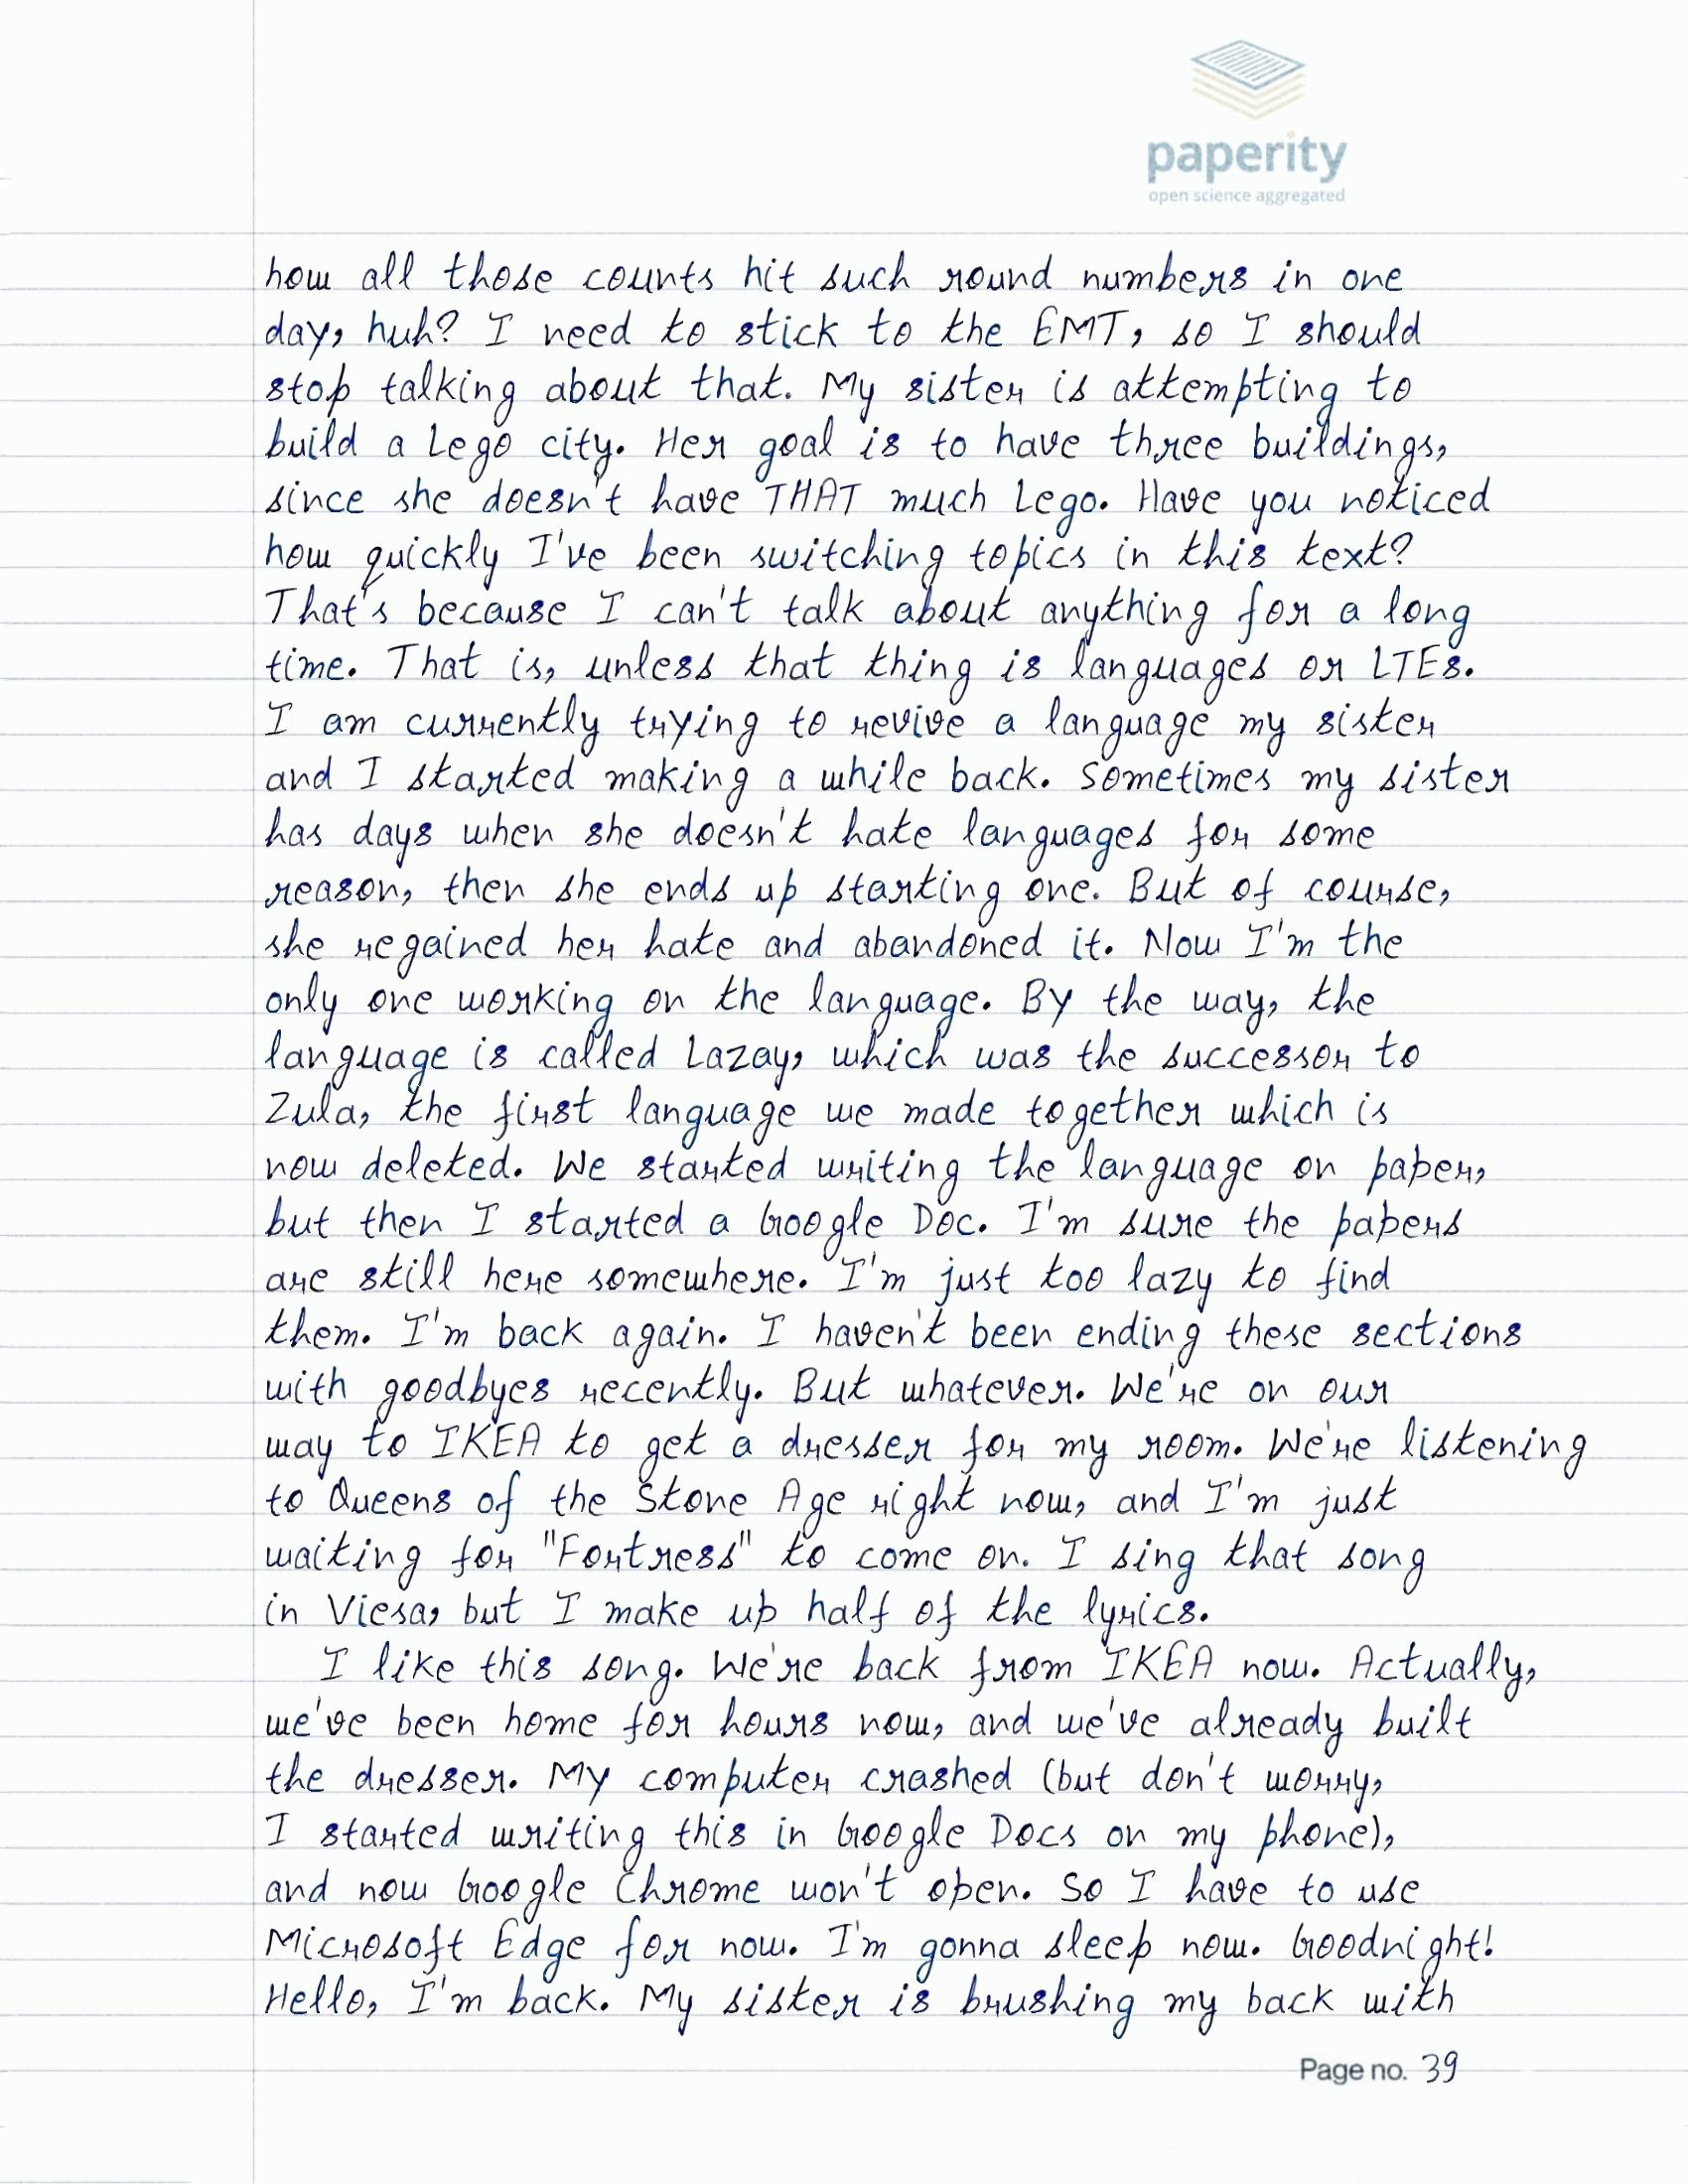 paperity
open science aggregated
how all those counts hit such round numbers in one
day, huh? I need to stick to the EMT, so I should
stop talking about that. My sister is attempting to
build a Lego city. Her goal is to have three buildings,
since she doesn't have THAT much Lego. Have you noticed
how quickly I've been switching topics in this text?
That's because I can't talk about anything for a long
time. That is, unless that thing is languages or LTEs.
I am currently trying to revive a language my sister
and I started making a while back. Sometimes my sister
has days when she doesn't hate languages for some
reason, then she ends up starting one. But of course,
she regained her hate and abandoned it. Now I'm the
only one working on the language. By the way, the
language is called Lazay, which was the successor to
Zula, the first language we made together which is
now deleted. We started writing the language on paper,
but then I started a Google Doc. I'm sure the papers
are still here somewhere. I'm just too lazy to find
them. I'm back again. I haven't been ending these sections
with goodbyes recently. But whatever. We're on our
way to IKEA to get a dresser for my room. We're listening
to Queens of the Stone Age right now, and I'm just
waiting for "Fortress" to come on. I sing that song
in Viesa, but I make up half of the lyrics.
I like this song. We're back from IKEA now. Actually,
we've been home for hours now, and we've already built
the dresser. My computer crashed (but don't worry,
I started writing this in Google Docs on my phone),
and now Google Chrome won't open. So I have to use
Microsoft Edge for now. I'm gonna sleep now. Goodnight!
Hello, I'm back. My sister is brushing my back with
Page no. 39